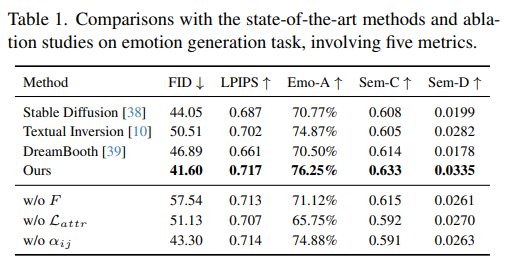 Table 1. Comparisons with the state-of-the-art methods and abla-
tion studies on emotion generation task, involving five metrics.
Method FID ↓ LPIPS ↑ Emo-A ↑ Sem-C ↑ Sem-D ↑
Stable Diffusion [38] 44.05 0.687 70.77% 0.608 0.0199
Textual Inversion [10] 50.51 0.702 74.87% 0.605 0.0282
DreamBooth [39] 46.89 0.661 70.50% 0.614 0.0178
Ours 41.60 0.717 76.25% 0.633 0.0335
w/o F 57.54 0.713 71.12% 0.615 0.0261
w/o ℒattr 51.13 0.707 65.75% 0.592 0.0270
w/o αij 43.30 0.714 74.88% 0.591 0.0263